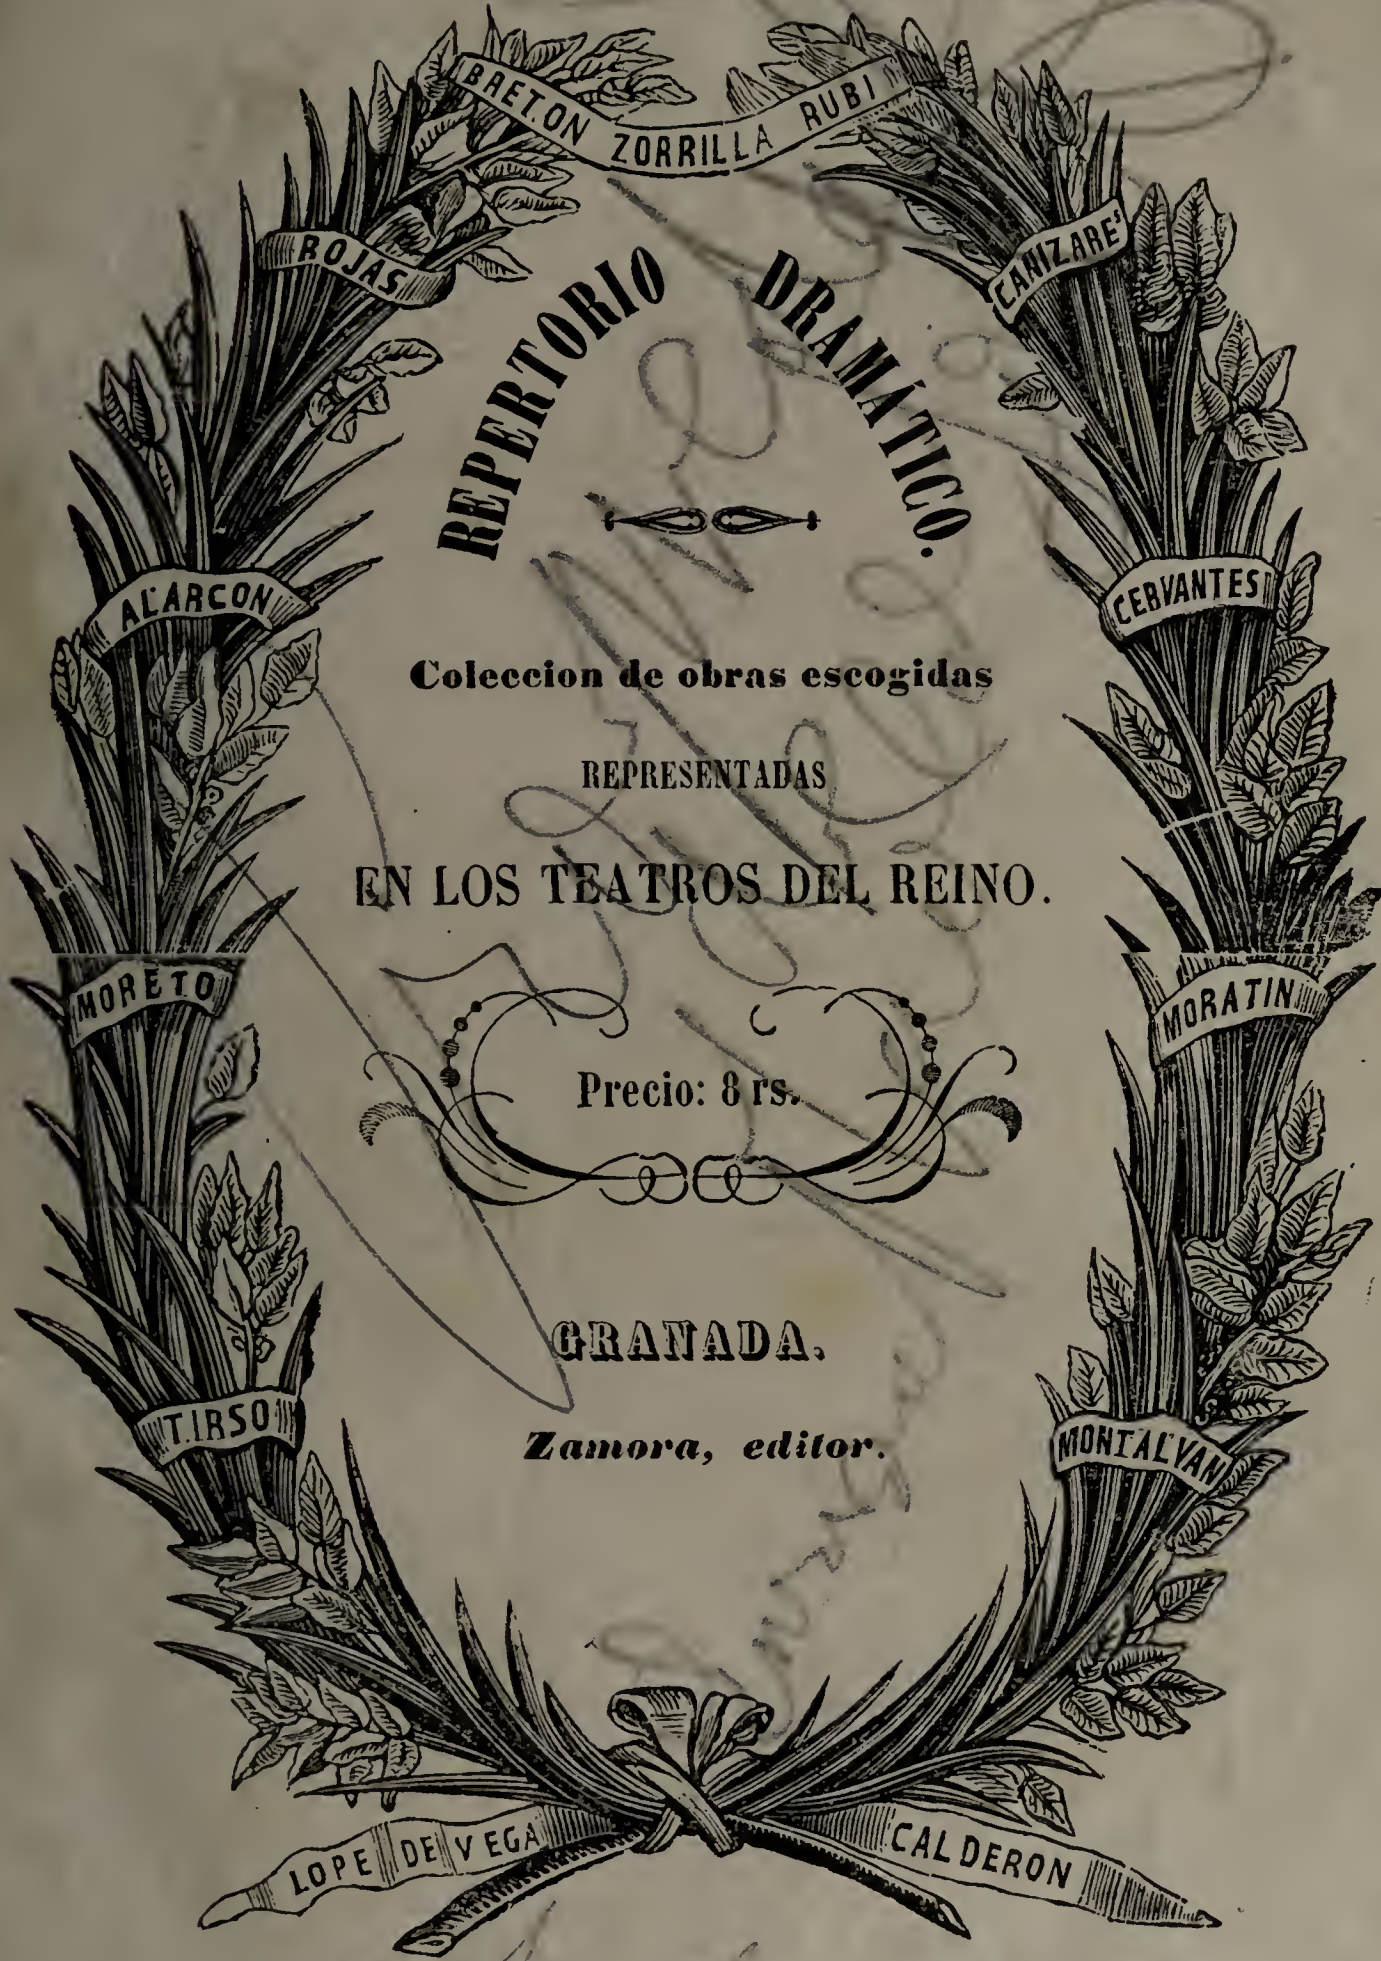 BRETON ZORRILLA RUBI
ROJAS
CANIZARES
REPERTORIO DRAMÁTICO.
ALARCON
CERVANTES
Coleccion de obras escogidas
REPRESENTADAS
EN LOS TEATROS DEL REINO.
MORETO
MORATIN
Precio: 8 rs.
GRANADA.
TIRSO
Zamora, editor.
MONTALVAN
LOPE DE VEGA
CALDERON